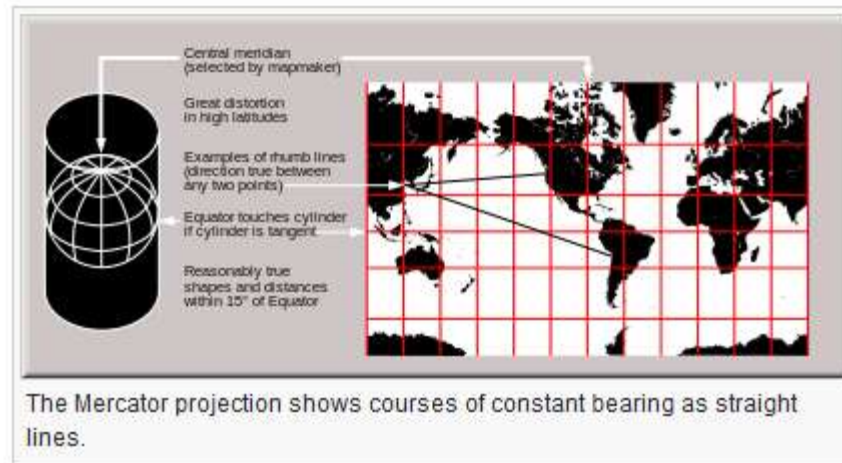 Central meridian
(selected by mapmaker)
Great distortion
in high latitudes
Examples of rhumb lines
(direction true between
any two points)
Equator touches cylinder
if cylinder is tangent
Reasonably true
shapes and distances
within 15° of Equator
The Mercator projection shows courses of constant bearing as straight
lines.